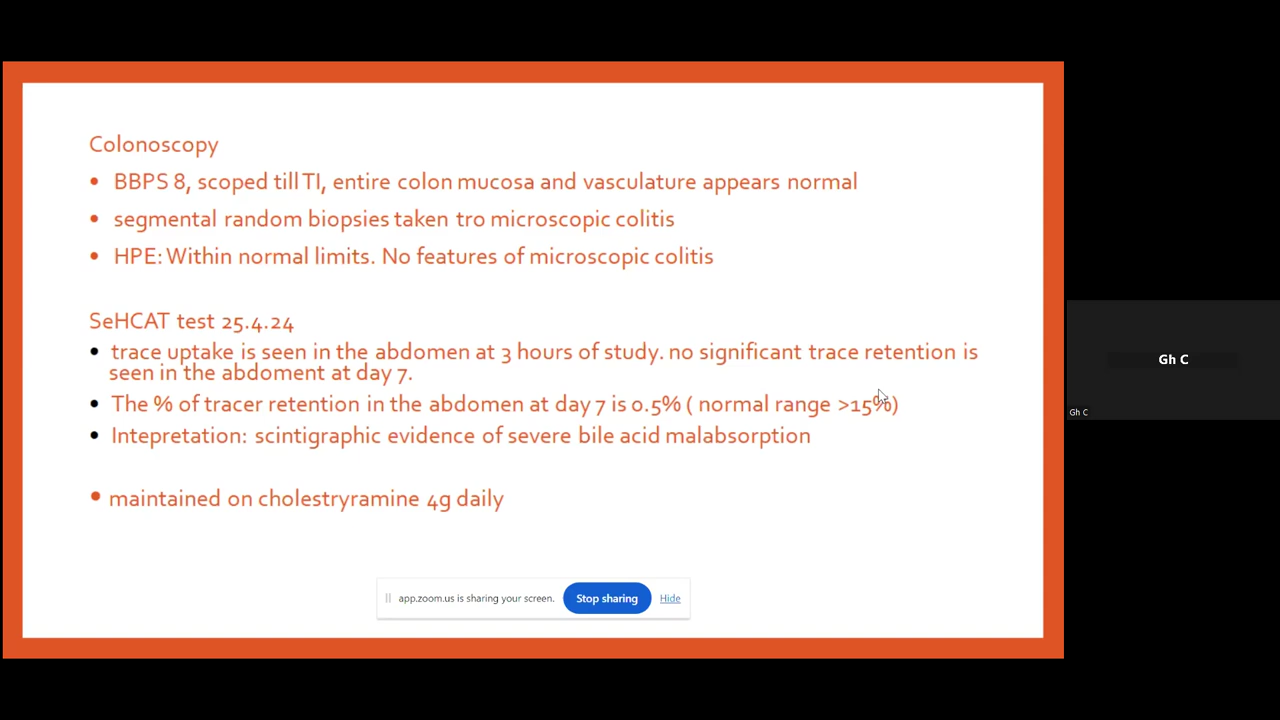 Colonoscopy
• BBPS 8, scoped till TI, entire colon mucosa and vasculature appears normal
• segmental random biopsies taken tro microscopic colitis
• HPE: Within normal limits. No features of microscopic colitis
SeHCAT test 25.4.24
• trace uptake is seen in the abdomen at 3 hours of study. no significant trace retention is
seen in the abdoment at day 7.
• The % of tracer retention in the abdomen at day 7 is 0.5% ( normal range >15%)
• Intepretation: scintigraphic evidence of severe bile acid malabsorption
• maintained on cholestryramine 4g daily
app.zoom.us is sharing your screen. Stop sharing Hide
Gh C
Gh C